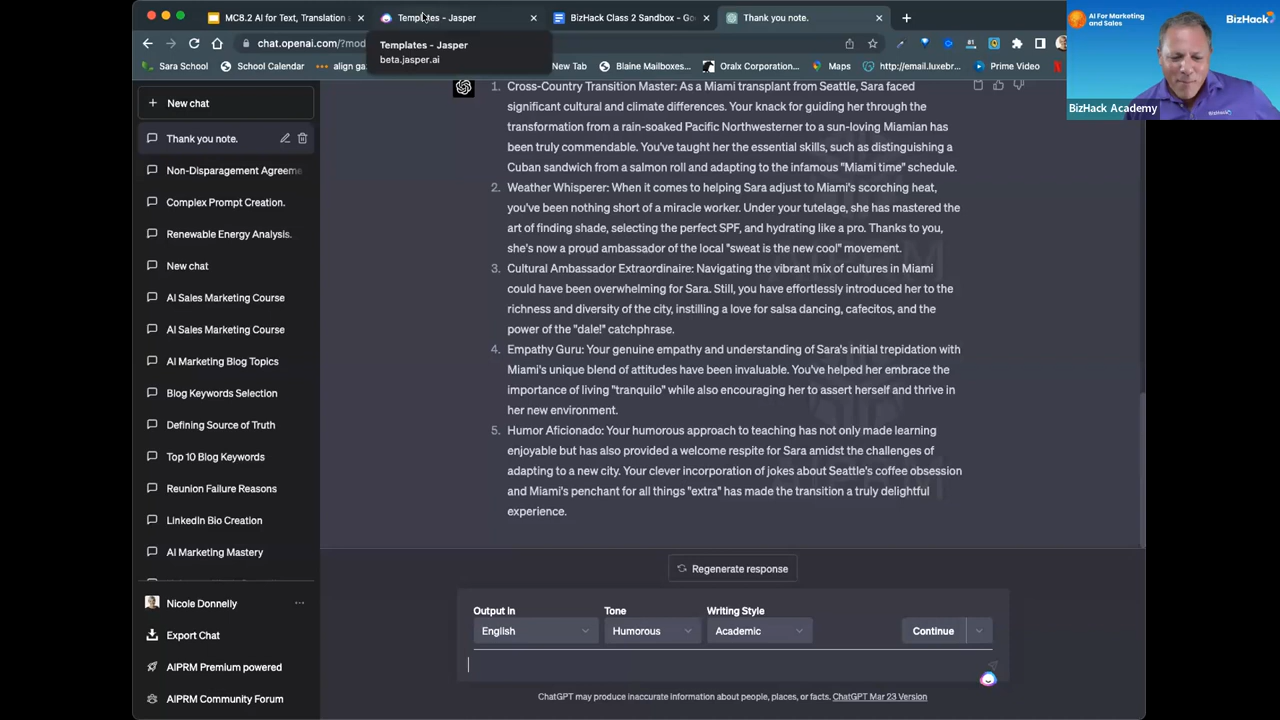 MC8.2 AI for Text, Translation a
Templates - Jasper
BizHack Class 2 Sandbox - Go
Thank you note.
chat.openai.com/?mod
Templates - Jasper
beta.jasper.ai
AI For Marketing
and Sales
BizHack
Sara School
School Calendar
align gai
New Tab
Blaine Mailboxes...
Oralx Corporation.
Maps
http://email.luxebr...
Prime Video
BizHack Academy
New chat
Thank you note.
Non-Disparagement Agreeme
Complex Prompt Creation.
Renewable Energy Analysis.
New chat
AI Sales Marketing Course
AI Sales Marketing Course
AI Marketing Blog Topics
Blog Keywords Selection
Defining Source of Truth
Top 10 Blog Keywords
Reunion Failure Reasons
LinkedIn Bio Creation
AI Marketing Mastery
Nicole Donnelly
Export Chat
AIPRM Premium powered
AIPRM Community Forum
1. Cross-Country Transition Master: As a Miami transplant from Seattle, Sara faced
significant cultural and climate differences. Your knack for guiding her through the
transformation from a rain-soaked Pacific Northwesterner to a sun-loving Miamian has
been truly commendable. You've taught her the essential skills, such as distinguishing a
Cuban sandwich from a salmon roll and adapting to the infamous "Miami time" schedule.
2. Weather Whisperer: When it comes to helping Sara adjust to Miami's scorching heat,
you've been nothing short of a miracle worker. Under your tutelage, she has mastered the
art of finding shade, selecting the perfect SPF, and hydrating like a pro. Thanks to you,
she's now a proud ambassador of the local "sweat is the new cool" movement.
3. Cultural Ambassador Extraordinaire: Navigating the vibrant mix of cultures in Miami
could have been overwhelming for Sara. Still, you have effortlessly introduced her to the
richness and diversity of the city, instilling a love for salsa dancing, cafecitos, and the
power of the "dale!" catchphrase.
4. Empathy Guru: Your genuine empathy and understanding of Sara's initial trepidation with
Miami's unique blend of attitudes have been invaluable. You've helped her embrace the
importance of living "tranquilo" while also encouraging her to assert herself and thrive in
her new environment.
5. Humor Aficionado: Your humorous approach to teaching has not only made learning
enjoyable but has also provided a welcome respite for Sara amidst the challenges of
adapting to a new city. Your clever incorporation of jokes about Seattle's coffee obsession
and Miami's penchant for all things "extra" has made the transition a truly delightful
experience.
Regenerate response
Output in
Tone
Writing Style
English
Humorous
Academic
Continue
ChatGPT may produce inaccurate information about people, places, or facts. ChatGPT Mar 23 Version